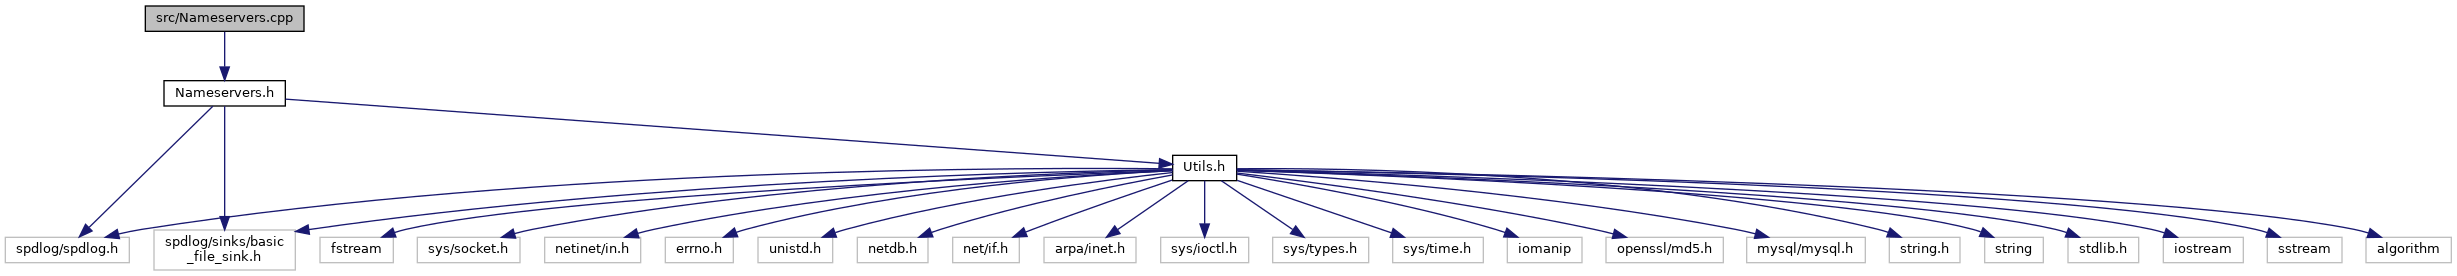 src/Nameservers.cpp
Nameservers.h
Utils.h
spdlog/spdlog.h
spdlog/sinks/basic
_file_sink.h
fstream
sys/socket.h
netinet/in.h
errno.h
unistd.h
netdb.h
net/if.h
arpa/inet.h
sys/ioctl.h
sys/types.h
sys/time.h
iomanip
openssl/md5.h
mysql/mysql.h
string.h
string
stdlib.h
iostream
sstream
algorithm